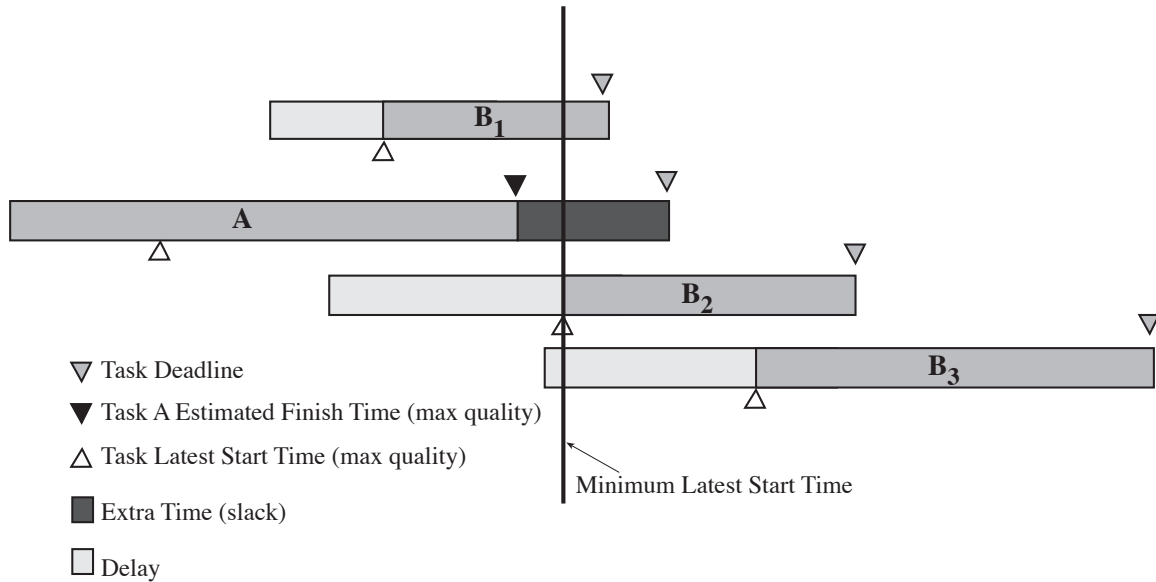 B1
A
B2
B3
Task Deadline
Task A Estimated Finish Time (max quality)
Task Latest Start Time (max quality)
Minimum Latest Start Time
Extra Time (slack)
Delay